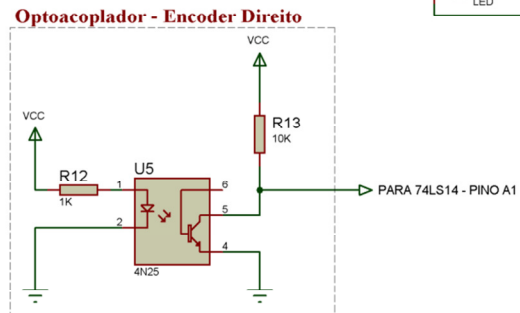 LED
Optoacoplador - Encoder Direito
VCC
R13
10K
VCC
R12
1K
U5
1
2
6
5
4
4N25
PARA 74LS14 - PINO A1